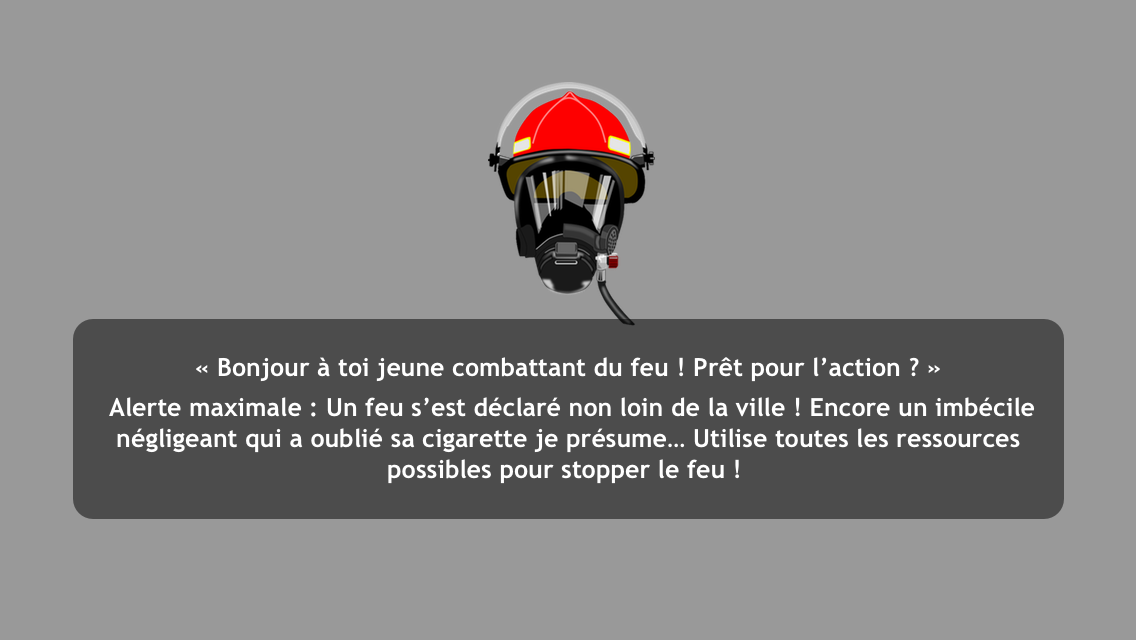 « Bonjour à toi jeune combattant du feu ! Prêt pour l’action ? »
Alerte maximale : Un feu s’est déclaré non loin de la ville ! Encore un imbécile
négligeant qui a oublié sa cigarette je présume… Utilise toutes les ressources
possibles pour stopper le feu !